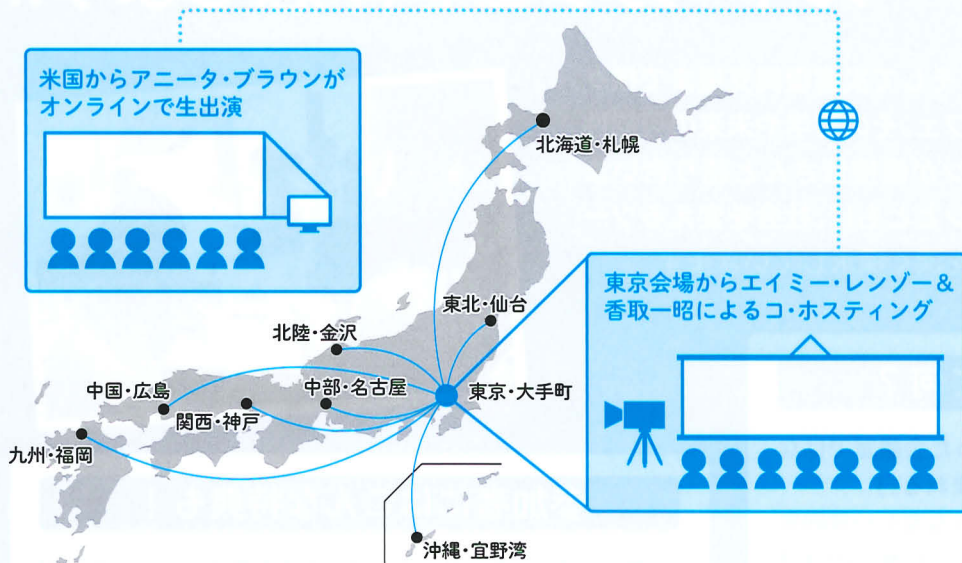 米国からアニータ・ブラウンが
オンラインで生出演
北海道・札幌
東京会場からエイミー・レンゾー&
香取一昭によるコ・ホスティング
東北・仙台
北陸・金沢
中部・名古屋
東京・大手町
中国・広島
関西・神戸
九州・福岡
沖縄・宜野湾